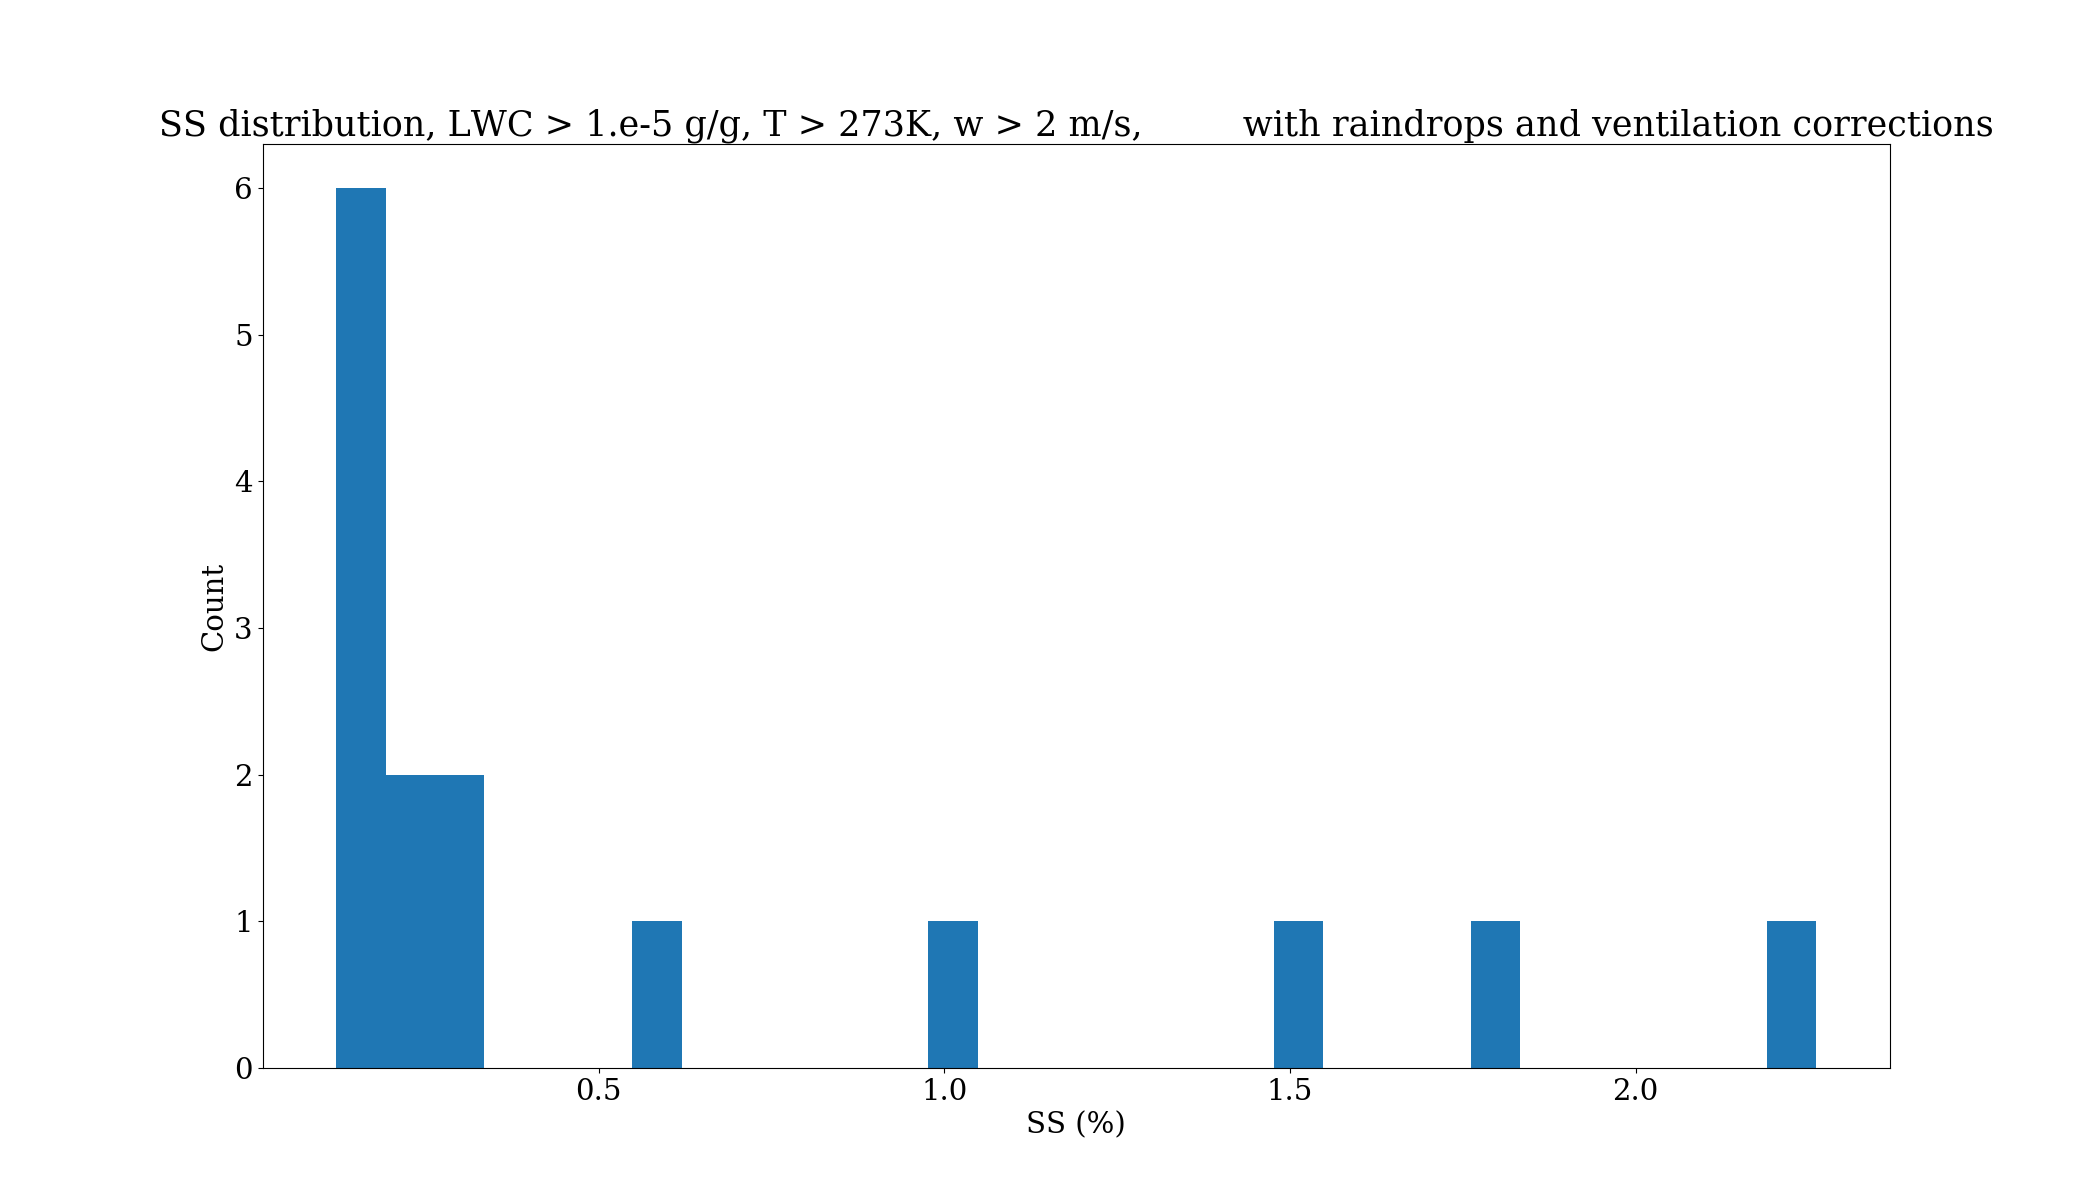 SS distribution, LWC > 1.e-5 g/g, T > 273K, w > 2 m/s, with raindrops and ventilation corrections
6
5
4
3
2
1
0
Count
0.5 1.0 1.5 2.0
SS (%)